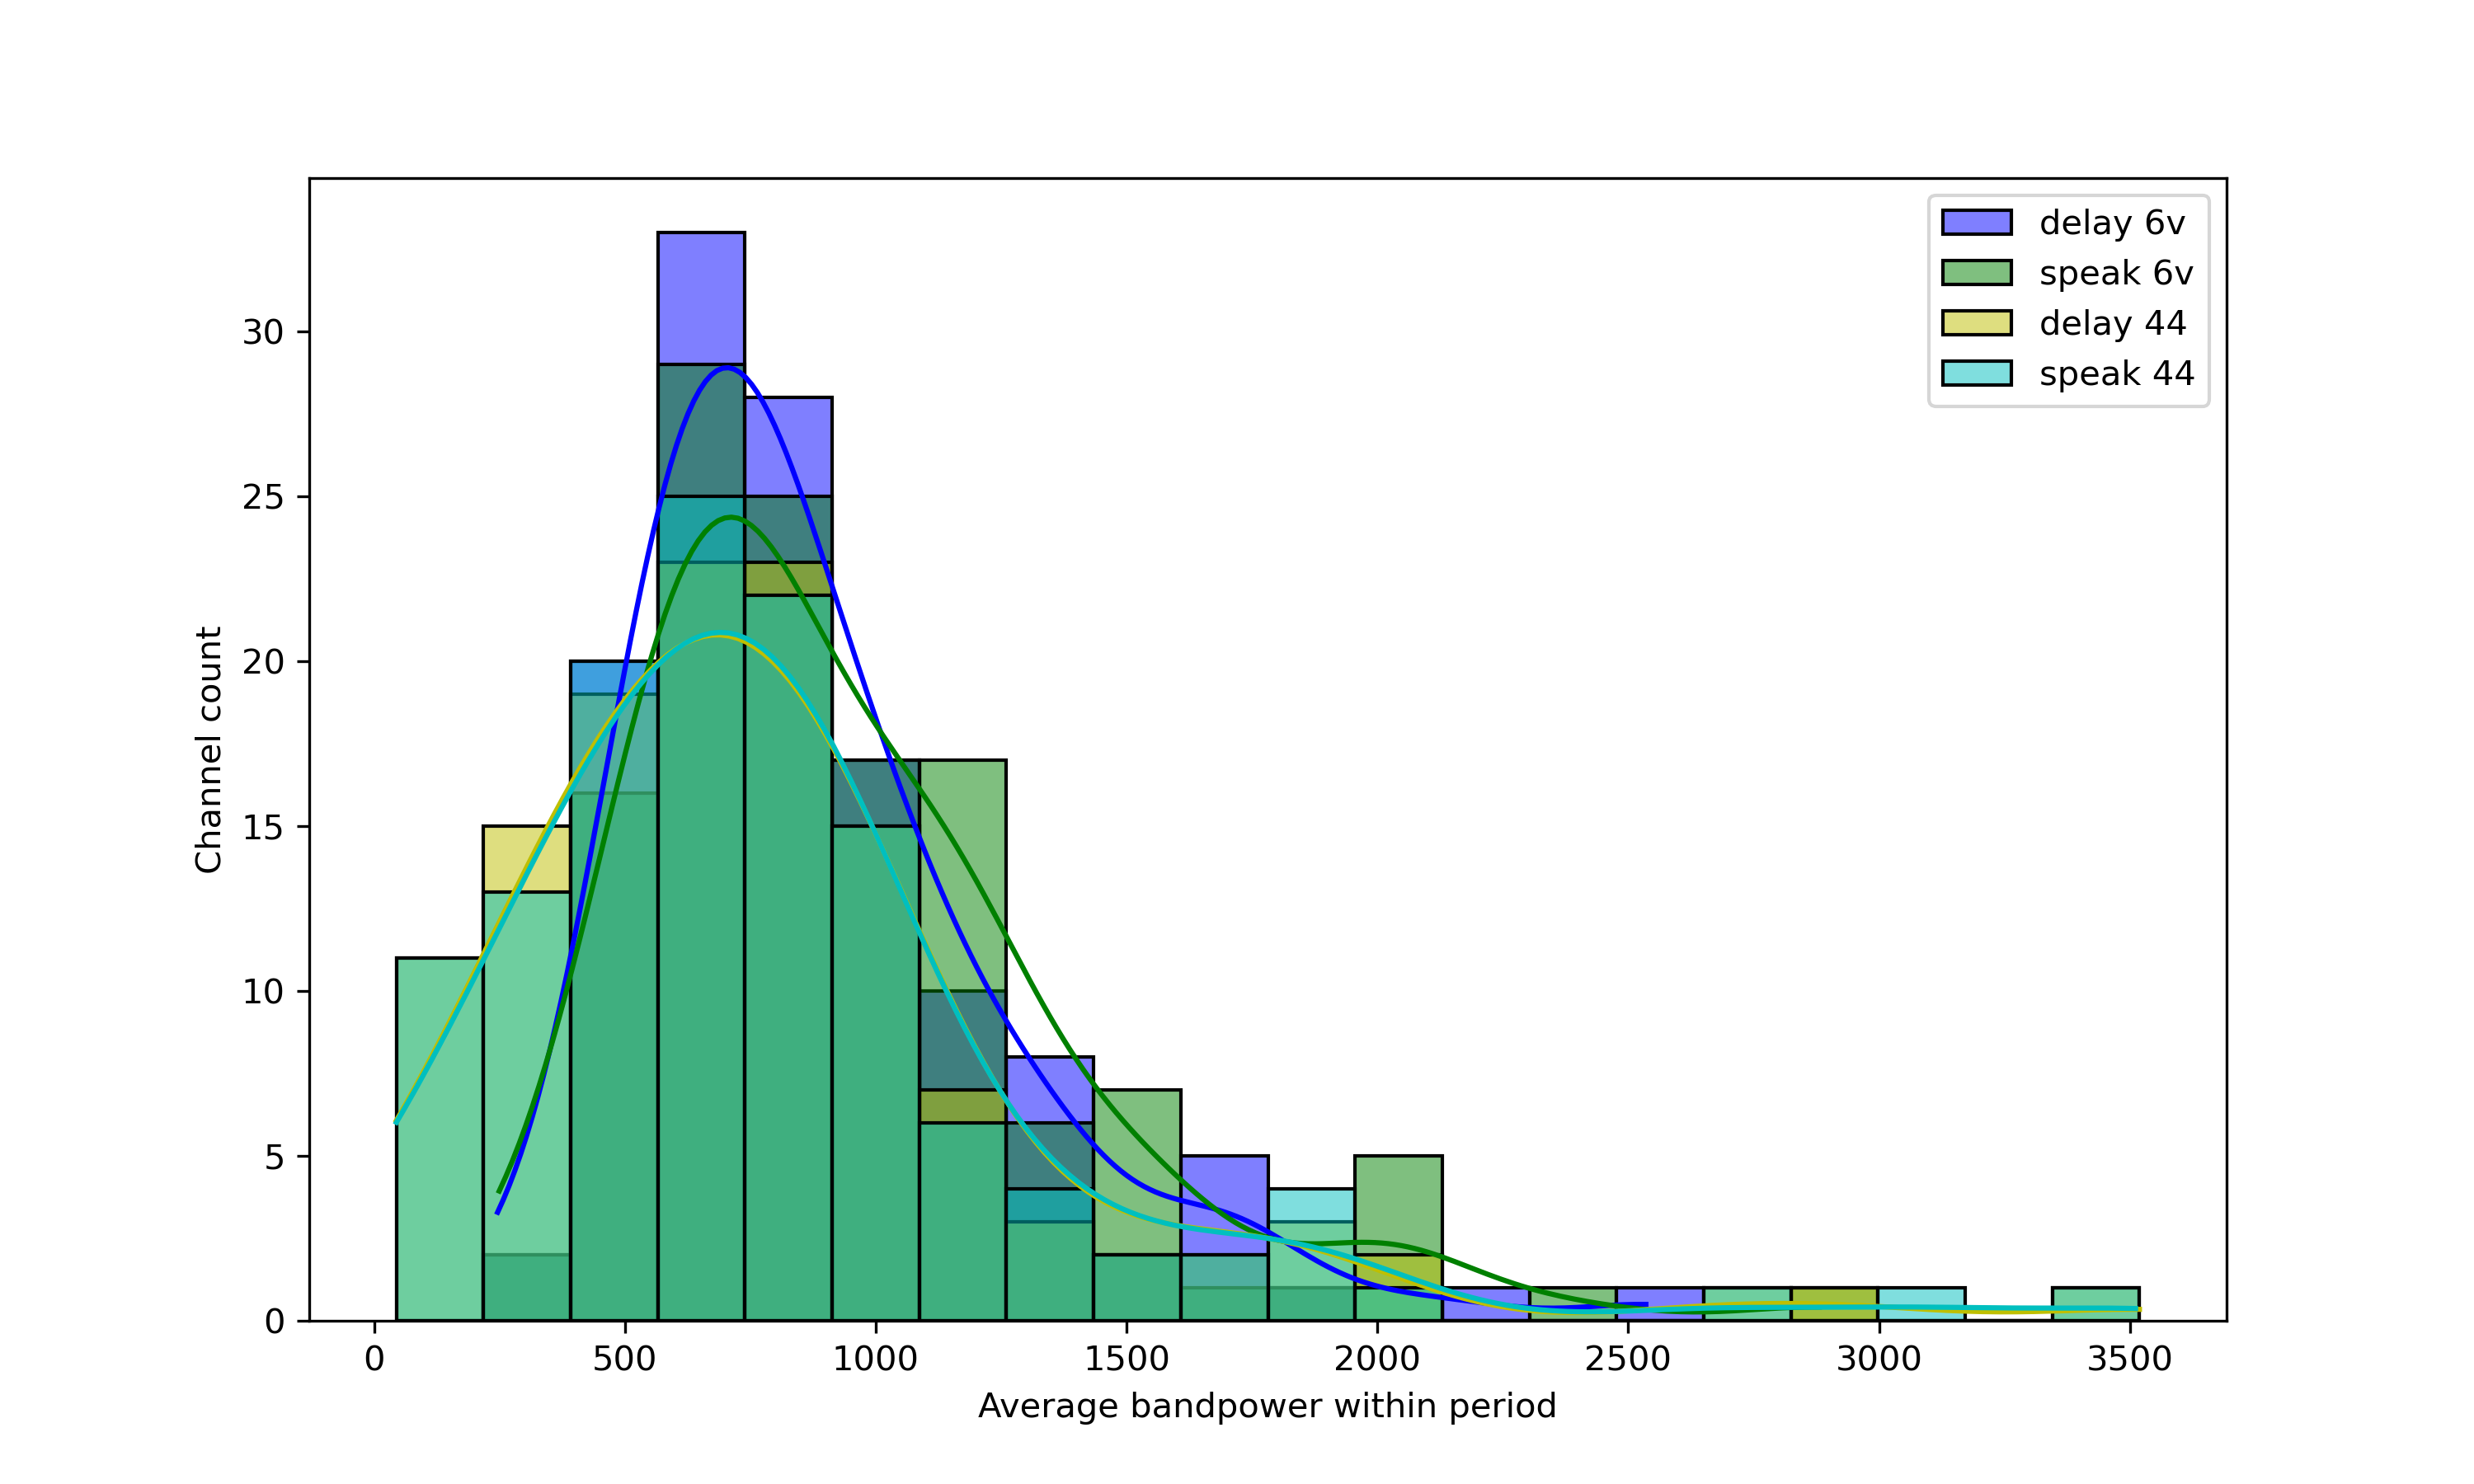 delay 6v
speak 6v
delay 44
speak 44
30
25
20
15
10
5
0
Channel count
0 500 1000 1500 2000 2500 3000 3500
Average bandpower within period